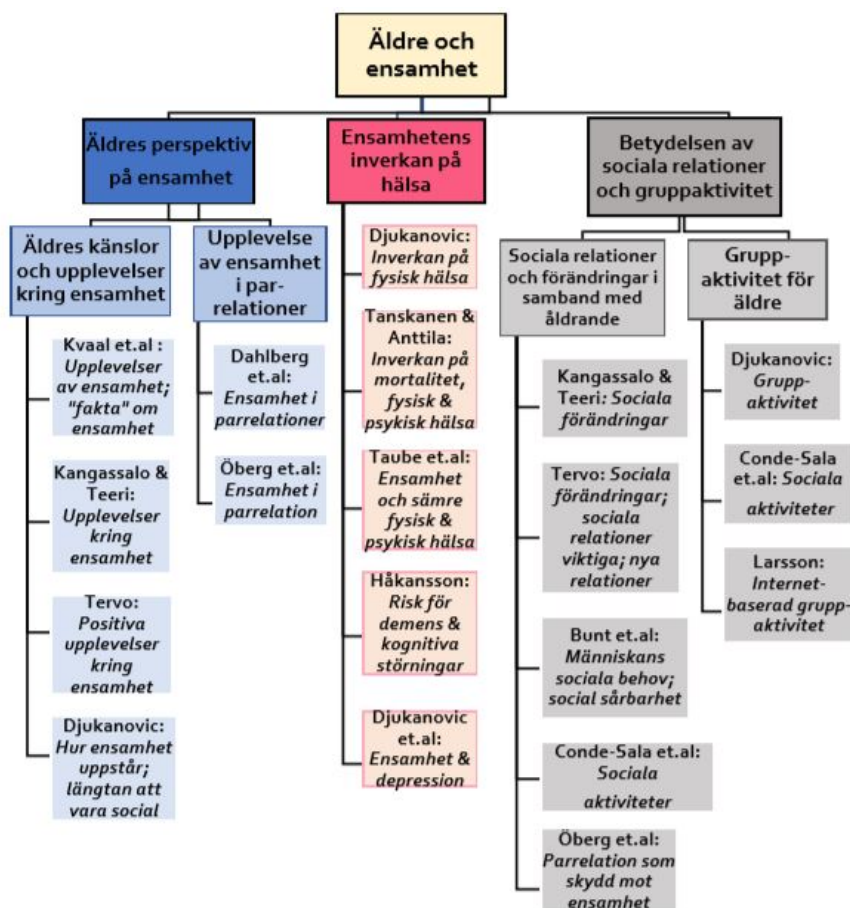 Äldre och
ensamhet
Äldres perspektiv
på ensamhet
Äldres känslor
och upplevelser
kring ensamhet
Kvaal et.al :
Upplevelser
av ensamhet;
"fakta" om
ensamhet
Kangassalo &
Teeri:
Upplevelser
kring
ensamhet
Tervo:
Positiva
upplevelser
kring
ensamhet
Djukanovic:
Hur ensamhet
uppstår;
längtan att
vara social
Upplevelse
av ensamhet
i par-
relationer
Dahlberg
et.al:
Ensamhet i
parrelationer
Öberg et.al:
Ensamhet i
parrelation
Ensamhetens
inverkan på
hälsa
Djukanovic:
Inverkan på
fysisk hälsa
Tanskanen &
Anttila:
Inverkan på
mortalitet,
fysisk &
psykisk hälsa
Taube et.al:
Ensamhet
och sämre
fysisk &
psykisk hälsa
Håkansson:
Risk för
demens &
kognitiva
störningar
Djukanovic
et.al:
Ensamhet &
depression
Betydelsen av
sociala relationer
och gruppaktivitet
Sociala relationer
och förändringar i
samband med
åldrande
Kangassalo &
Teeri: Sociala
förändringar
Tervo: Sociala
förändringar;
sociala
relationer
viktiga; nya
relationer
Bunt et.al:
Människans
sociala behov;
social sårbarhet
Conde-Sala et.al:
Sociala
aktiviteter
Öberg et.al:
Parrelation som
skydd mot
ensamhet
Grupp-
aktivitet för
äldre
Djukanovic:
Grupp-
aktivitet
Conde-Sala
et.al: Sociala
aktiviteter
Larsson:
Internet-
baserad grupp-
aktivitet